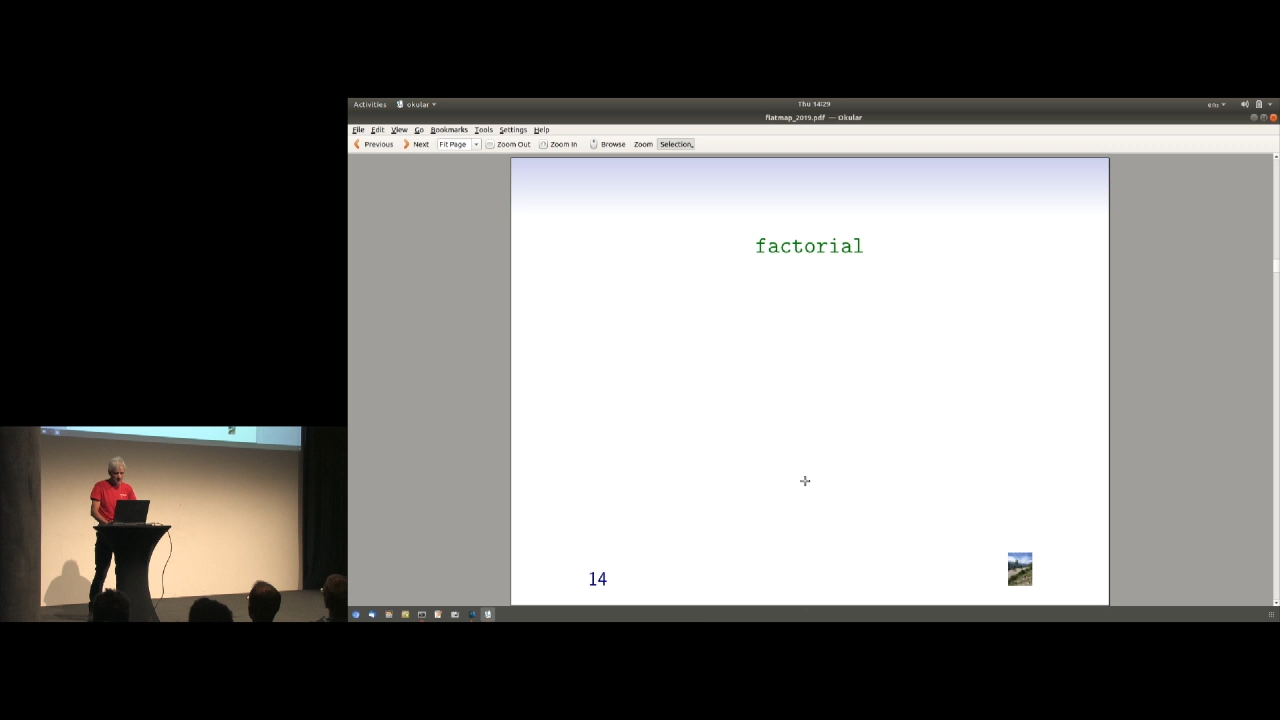 Activities okular en₁
Thu 14:29
flatmap_2019.pdf — Okular
File Edit View Go Bookmarks Tools Settings Help
Previous Next Fit Page Zoom Out Zoom In Browse Zoom Selection
factorial
14